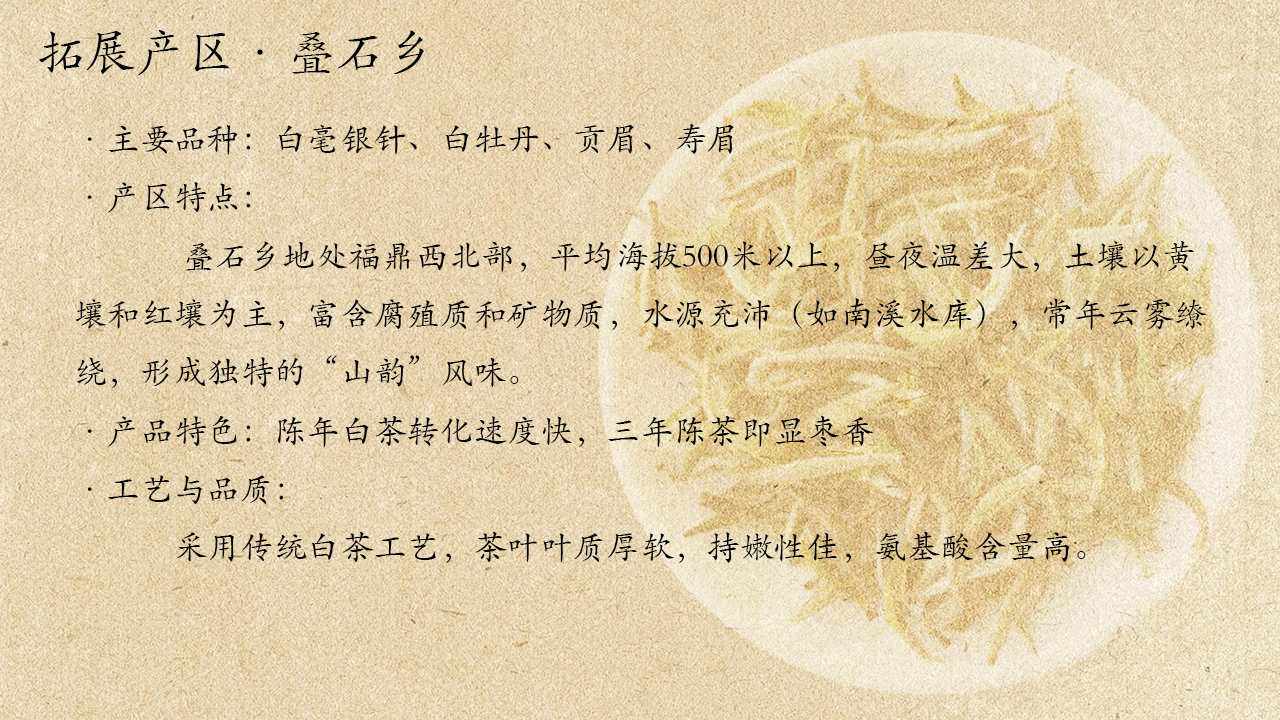 拓展产区·叠石乡
·主要品种：白毫银针、白牡丹、贡眉、寿眉
·产区特点：
叠石乡地处福鼎西北部，平均海拔500米以上，昼夜温差大，土壤以黄
壤和红壤为主，富含腐殖质和矿物质，水源充沛（如南溪水库），常年云雾缭
绕，形成独特的“山韵”风味。
·产品特色：陈年白茶转化速度快，三年陈茶即显枣香
·工艺与品质：
采用传统白茶工艺，茶叶叶质厚软，持嫩性佳，氨基酸含量高。